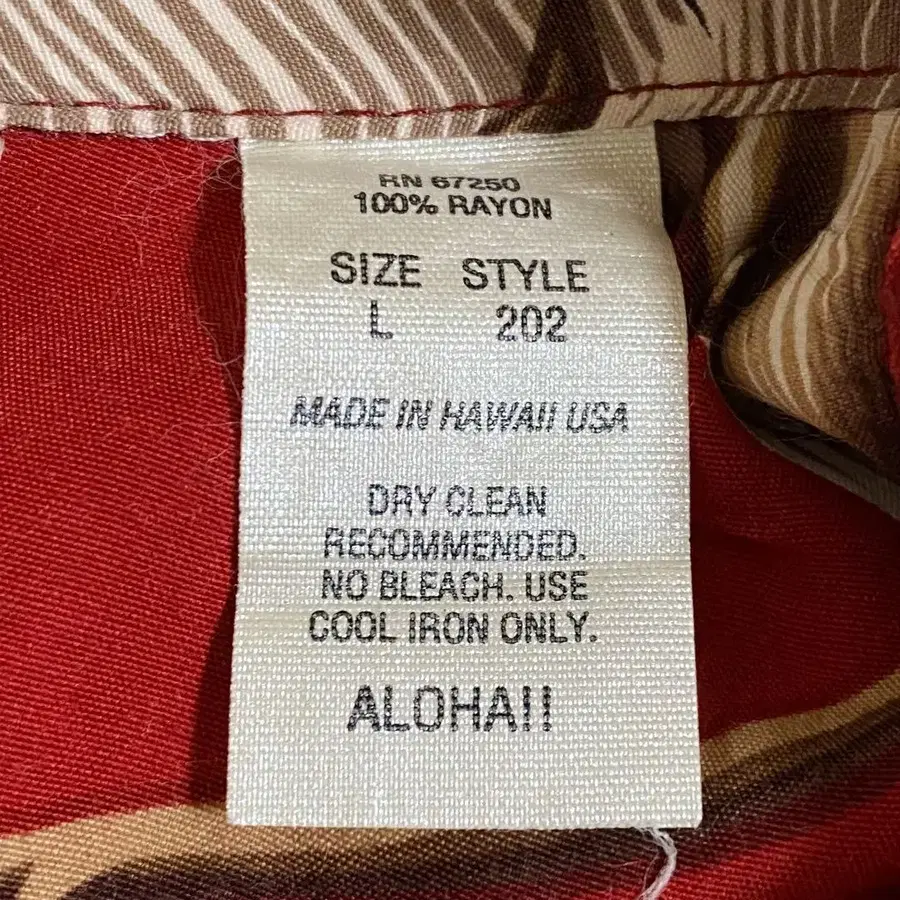 RN 67250
100% RAYON
SIZE STYLE
L 202
MADE IN HAWAII USA
DRY CLEAN
RECOMMENDED.
NO BLEACH. USE
COOL IRON ONLY.
ALOHA!!